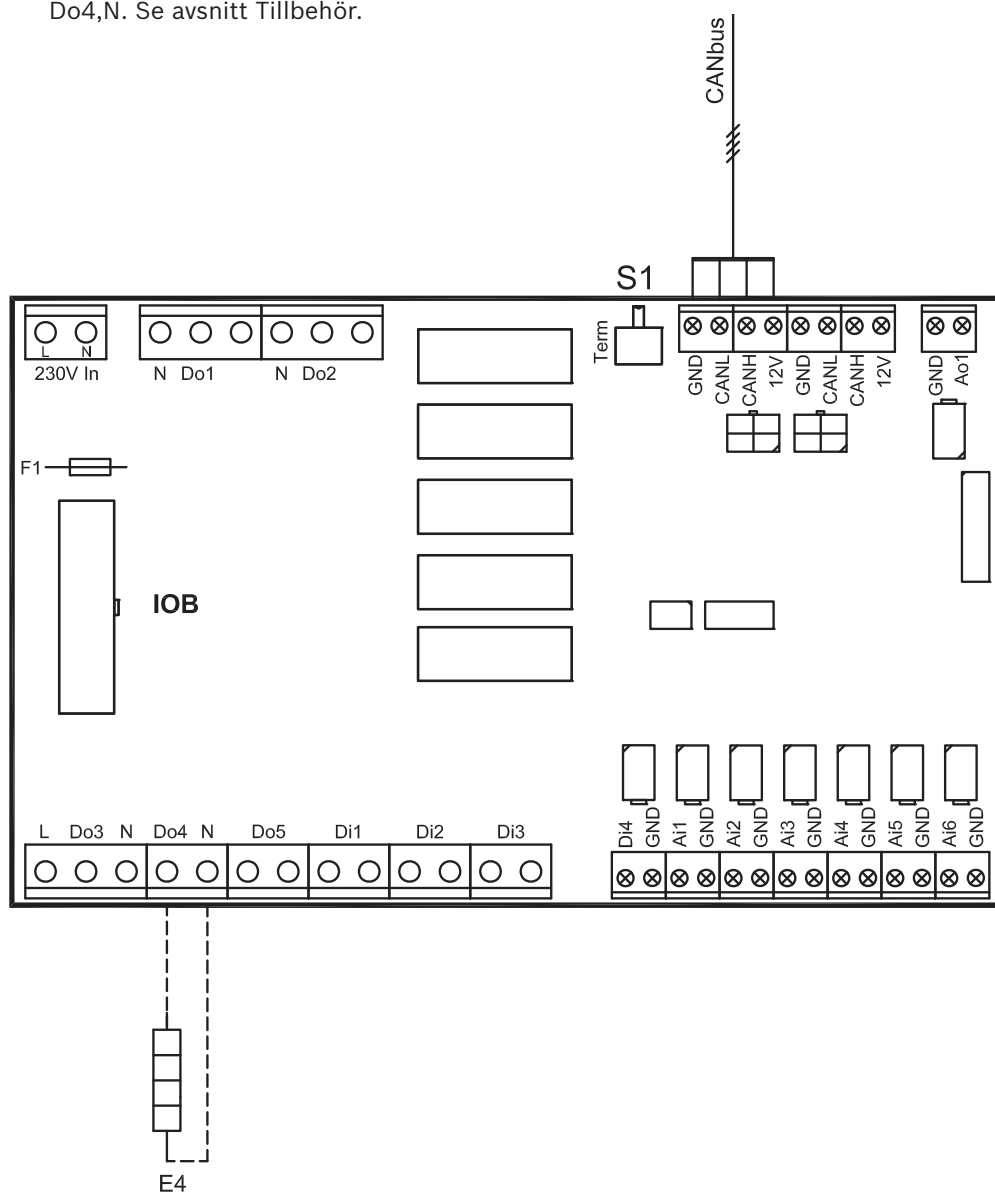 Do4,N. Se avsnitt Tillbehör.
CANbus
S1
Term
L N
230V In
N Do1 N Do2
GND CANL CANH 12V GND CANL CANH 12V
GND Ao1
F1
IOB
L Do3 N Do4 N Do5 Di1 Di2 Di3
Di4 GND Ai1 GND Ai2 GND Ai3 GND Ai4 GND Ai5 GND Ai6 GND
E4